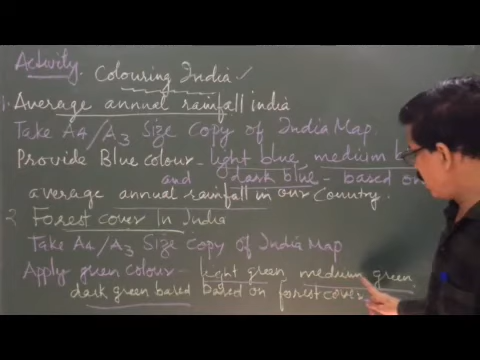 Activity. Colouring India ✓
1. Average annual rainfall india
Take A4/A3 Size Copy of India Map.
Provide Blue colour - light blue, medium
and dark blue - based on
average annual rainfall in our Country.
2. Forest cover In India
Take A4/A3 Size Copy of India Map
Apply green Colour - light green, medium green,
dark green based based on forest cover